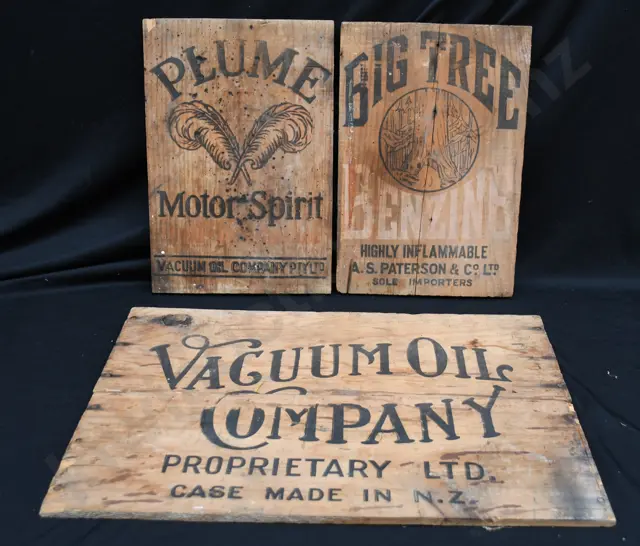 PLUME
Motor Spirit
VACUUM OIL COMPANY PTY LTD
BIG TREE
BENZINE
HIGHLY INFLAMMABLE
A. S. PATERSON & CO. LTD
SOLE IMPORTERS
VACUUM OIL
COMPANY
PROPRIETARY LTD.
CASE MADE IN N.Z.